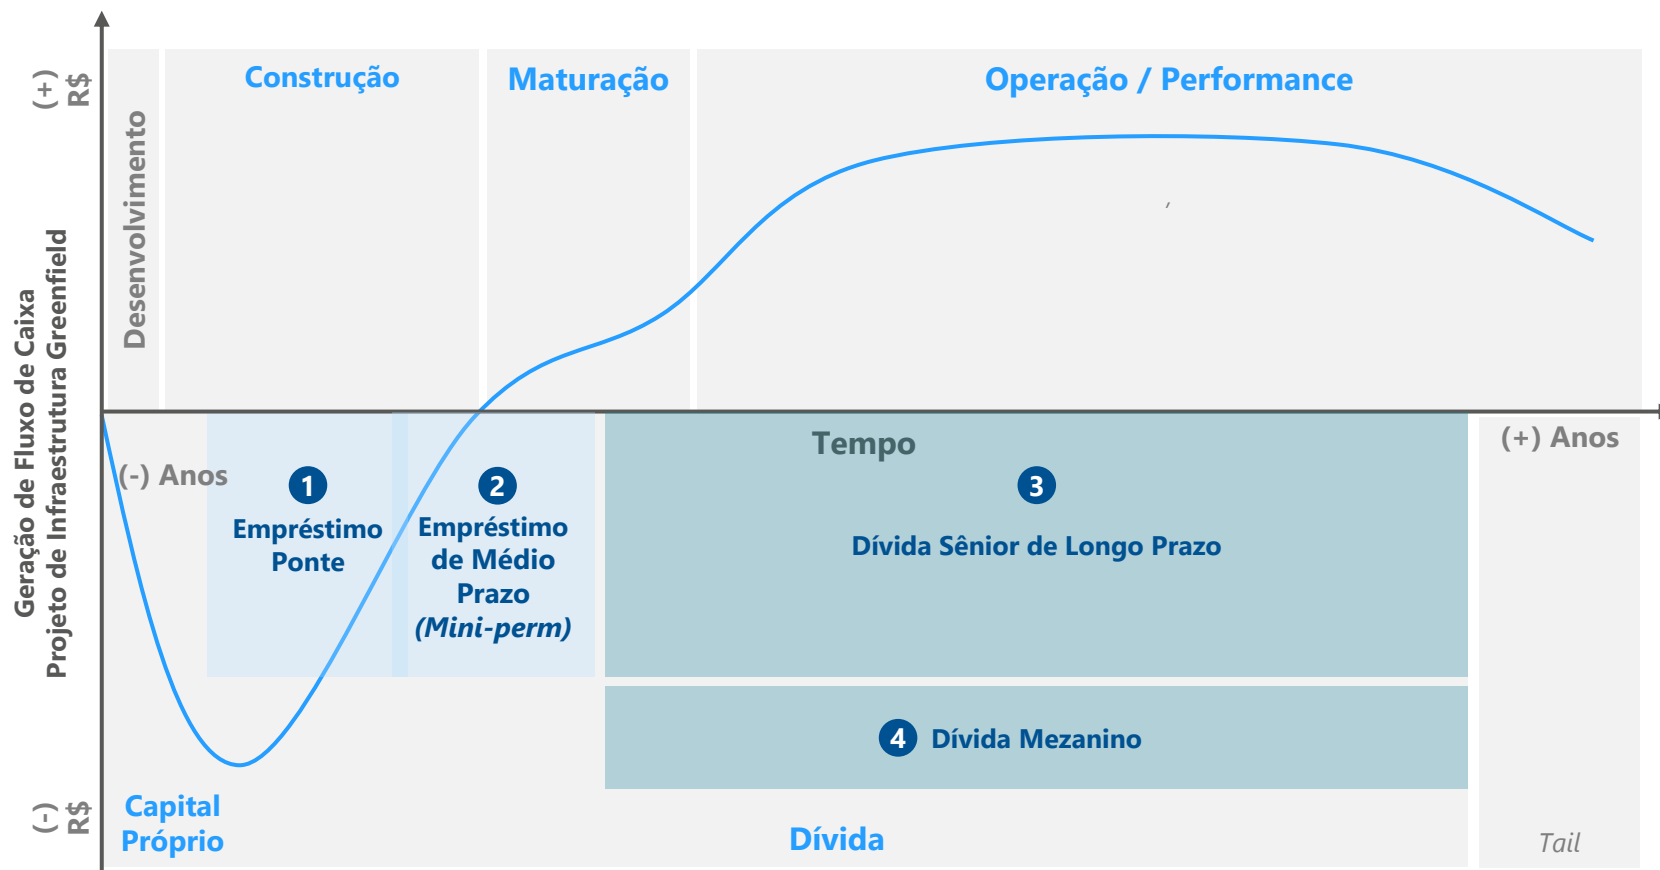 (+)
R$
Construção
Maturação
Operação / Performance
Desenvolvimento
,
Geração de Fluxo de Caixa
Projeto de Infraestrutura Greenfield
Tempo
(+) Anos
(-) Anos
1
Empréstimo
Ponte
2
Empréstimo
de Médio
Prazo
(Mini-perm)
3
Dívida Sênior de Longo Prazo
4 Dívida Mezanino
(-)
R$
Capital
Próprio
Dívida
Tail